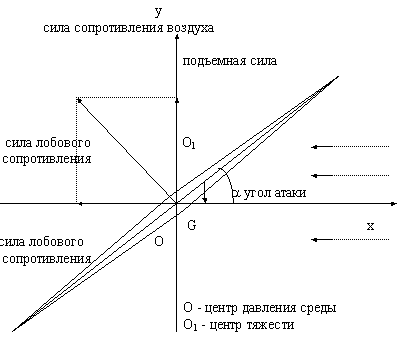 y
сила сопротивления воздуха
подъемная сила
сила лобового
сопротивления
O₁
α угол атаки
G
x
сила лобового
сопротивления
O
O - центр давления среды
O₁ - центр тяжести